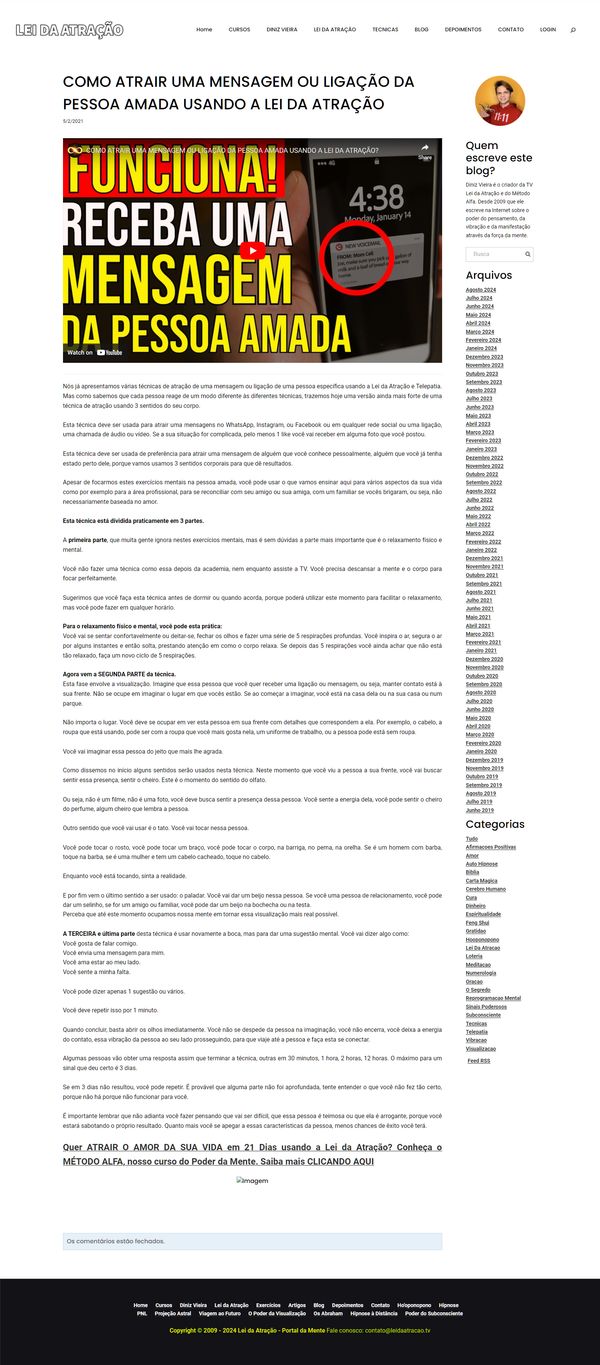 LEI DA ATRAÇÃO
Home CURSOS DINIZ VIEIRA LEI DA ATRAÇÃO TECNICAS BLOG DEPOIMENTOS CONTATO LOGIN
COMO ATRAIR UMA MENSAGEM OU LIGAÇÃO DA
PESSOA AMADA USANDO A LEI DA ATRAÇÃO
5/2/2021
COMO ATRAIR UMA MENSAGEM OU LIGAÇÃO DA PESSOA AMADA USANDO A LEI DA ATRAÇÃO?
Share
FUNCIONA!
RECEBA UMA
MENSAGEM
DA PESSOA AMADA
4G
4:38
Monday, January 14
NEW VOICEMAIL
FROM: Mom Cell
Watch on YouTube
Nós já apresentamos várias técnicas de atração de uma mensagem ou ligação de uma pessoa específica usando a Lei da Atração e Telepatia.
Mas como sabemos que cada pessoa reage de um modo diferente às diferentes técnicas, trazemos hoje uma versão ainda mais forte de uma
técnica de atração usando 3 sentidos do seu corpo.
Esta técnica deve ser usada para atrair uma mensagens no WhatsApp, Instagram, ou Facebook ou em qualquer rede social ou uma ligação,
uma chamada de áudio ou vídeo. Se a sua situação for complicada, pelo menos 1 like você vai receber em alguma foto que você postou.
Esta técnica deve ser usada de preferência para atrair uma mensagem de alguém que você conhece pessoalmente, alguém que você já tenha
estado perto dele, porque vamos usamos 3 sentidos corporais para que dê resultados.
Apesar de focarmos estes exercícios mentais na pessoa amada, você pode usar o que vamos ensinar aqui para vários aspectos da sua vida
como por exemplo para a área profissional, para se reconciliar com seu amigo ou sua amiga, com um familiar se vocês brigaram, ou seja, não
necessariamente baseada no amor.
Esta técnica está dividida praticamente em 3 partes.
A primeira parte, que muita gente ignora nestes exercícios mentais, mas é sem dúvidas a parte mais importante que é o relaxamento físico e
mental.
Você não fazer uma técnica como essa depois da academia, nem enquanto assiste a TV. Você precisa descansar a mente e o corpo para
focar perfeitamente.
Sugerimos que você faça esta técnica antes de dormir ou quando acorda, porque poderá utilizar este momento para facilitar o relaxamento,
mas você pode fazer em qualquer horário.
Para o relaxamento físico e mental, você pode esta prática:
Você vai se sentar confortavelmente ou deitar-se, fechar os olhos e fazer uma série de 5 respirações profundas. Você inspira o ar, segura o ar
por alguns instantes e então solta, prestando atenção em como o corpo relaxa. Se depois das 5 respirações você ainda achar que não está
tão relaxado, faça um novo ciclo de 5 respirações.
Agora vem a SEGUNDA PARTE da técnica.
Esta fase envolve a visualização. Imagine que essa pessoa que você quer receber uma ligação ou mensagem, ou seja, manter contato está à
sua frente. Não se ocupe em imaginar o lugar em que vocês estão. Se ao começar a imaginar, você está na casa dela ou na sua casa ou num
parque.
Não importa o lugar. Você deve se ocupar em ver esta pessoa em sua frente com detalhes que correspondem a ela. Por exemplo, o cabelo, a
roupa que está usando, pode ser com a roupa que você mais gosta nela, um uniforme de trabalho, ou a pessoa pode está sem roupa.
Você vai imaginar essa pessoa do jeito que mais lhe agrada.
Como dissemos no início alguns sentidos serão usados nesta técnica. Neste momento que você viu a pessoa a sua frente, você vai buscar
sentir essa presença, sentir o cheiro. Este é o momento do sentido do olfato.
Ou seja, não é um filme, não é uma foto, você deve busca sentir a presença dessa pessoa. Você sente a energia dela, você pode sentir o cheiro
do perfume, algum cheiro que lembra a pessoa.
Outro sentido que você vai usar é o tato. Você vai tocar nessa pessoa.
Você pode tocar o rosto, você pode tocar um braço, você pode tocar o corpo, na barriga, no perna, na orelha. Se é um homem com barba,
toque na barba, se é uma mulher e tem um cabelo cacheado, toque no cabelo.
Enquanto você está tocando, sinta a realidade.
E por fim vem o último sentido a ser usado: o paladar. Você vai dar um beijo nessa pessoa. Se você uma pessoa de relacionamento, você pode
dar um selinho, se for um amigo ou familiar, você pode dar um beijo na bochecha ou na testa.
Perceba que até este momento ocupamos nossa mente em tornar essa visualização mais real possível.
A TERCEIRA e última parte desta técnica é usar novamente a boca, mas para dar uma sugestão mental. Você vai dizer algo como:
Você gosta de falar comigo.
Você envia uma mensagem para mim.
Você ama estar ao meu lado.
Você sente a minha falta.
Você pode dizer apenas 1 sugestão ou vários.
Você deve repetir isso por 1 minuto.
Quando concluir, basta abrir os olhos imediatamente. Você não se despede da pessoa na imaginação, você não encerra, você deixa a energia
do contato, essa vibração da pessoa ao seu lado prosseguindo, para que viaje até a pessoa e faça esta se conectar.
Algumas pessoas vão obter uma resposta assim que terminar a técnica, outras em 30 minutos, 1 hora, 2 horas, 12 horas. O máximo para um
sinal que deu certo é 3 dias.
Se em 3 dias não resultou, você pode repetir. É provável que alguma parte não foi aprofundada, tente entender o que você não fez tão certo,
porque não há porque não funcionar para você.
É importante lembrar que não adianta você fazer pensando que vai ser difícil, que essa pessoa é teimosa ou que ela é arrogante, porque você
estará sabotando o próprio resultado. Quanto mais você se apegar a essas características da pessoa, menos chances de êxito você terá.
Quer ATRAIR O AMOR DA SUA VIDA em 21 Dias usando a Lei da Atração? Conheça o
MÉTODO ALFA, nosso curso do Poder da Mente. Saiba mais CLICANDO AQUI
Imagem
Os comentários estão fechados.
11:11
Quem
escreve este
blog?
Diniz Vieira é o criador da TV
Lei da Atração e do Método
Alfa. Desde 2009 que ele
escreve na Internet sobre o
poder do pensamento, da
vibração e da manifestação
através da força da mente.
Busca
Arquivos
Agosto 2024
Julho 2024
Junho 2024
Maio 2024
Abril 2024
Março 2024
Fevereiro 2024
Janeiro 2024
Dezembro 2023
Novembro 2023
Outubro 2023
Setembro 2023
Agosto 2023
Julho 2023
Junho 2023
Maio 2023
Abril 2023
Março 2023
Fevereiro 2023
Janeiro 2023
Dezembro 2022
Novembro 2022
Outubro 2022
Setembro 2022
Agosto 2022
Julho 2022
Junho 2022
Maio 2022
Abril 2022
Março 2022
Fevereiro 2022
Janeiro 2022
Dezembro 2021
Novembro 2021
Outubro 2021
Setembro 2021
Agosto 2021
Julho 2021
Junho 2021
Maio 2021
Abril 2021
Março 2021
Fevereiro 2021
Janeiro 2021
Dezembro 2020
Novembro 2020
Outubro 2020
Setembro 2020
Agosto 2020
Julho 2020
Junho 2020
Maio 2020
Abril 2020
Março 2020
Fevereiro 2020
Janeiro 2020
Dezembro 2019
Novembro 2019
Outubro 2019
Setembro 2019
Agosto 2019
Julho 2019
Junho 2019
Categorias
Tudo
Afirmacoes Positivas
Amor
Auto Hipnose
Biblia
Carta Magica
Cerebro Humano
Cura
Dinheiro
Espiritualidade
Feng Shui
Gratidao
Hooponopono
Lei Da Atracao
Loteria
Meditacao
Numerologia
Oracao
O Segredo
Reprogramacao Mental
Sinais Poderosos
Subconsciente
Tecnicas
Telepatia
Vibracao
Visualizacao
Feed RSS
Home Cursos Diniz Vieira Lei da Atração Exercícios Artigos Blog Depoimentos Contato Ho'oponopono Hipnose
PNL Projeção Astral Viagem ao Futuro O Poder da Visualização Os Abraham Hipnose à Distância Poder do Subconsciente
Copyright © 2009 - 2024 Lei da Atração - Portal da Mente Fale conosco: contato@leidaatracao.tv